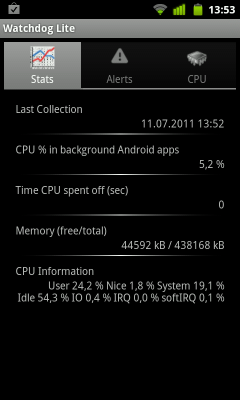 13:53
Watchdog Lite
Stats Alerts CPU
Last Collection
11.07.2011 13:52
CPU % in background Android apps
5,2 %
Time CPU spent off (sec)
0
Memory (free/total)
44592 kB / 438168 kB
CPU Information
User 24,2 % Nice 1,8 % System 19,1 %
Idle 54,3 % IO 0,4 % IRQ 0,0 % softIRQ 0,1 %